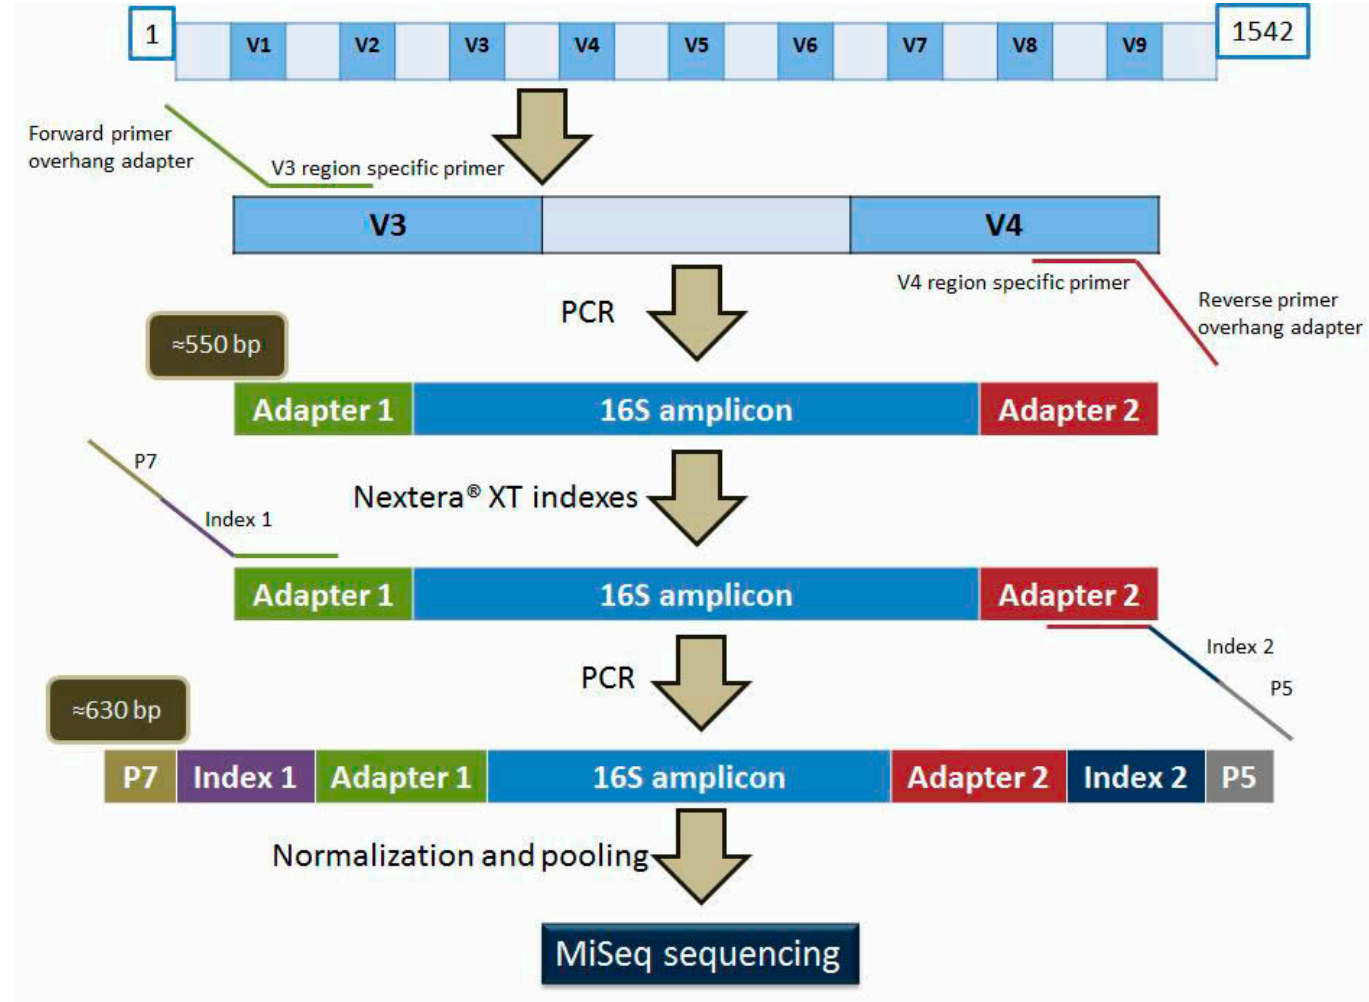 1
V1 V2 V3 V4 V5 V6 V7 V8 V9
1542
Forward primer
overhang adapter
V3 region specific primer
V3
V4
V4 region specific primer
Reverse primer
overhang adapter
PCR
≈550 bp
Adapter 1 16S amplicon Adapter 2
P7
Index 1
Nextera® XT indexes
Adapter 1 16S amplicon Adapter 2
Index 2
P5
PCR
≈630 bp
P7 Index 1 Adapter 1 16S amplicon Adapter 2 Index 2 P5
Normalization and pooling
MiSeq sequencing